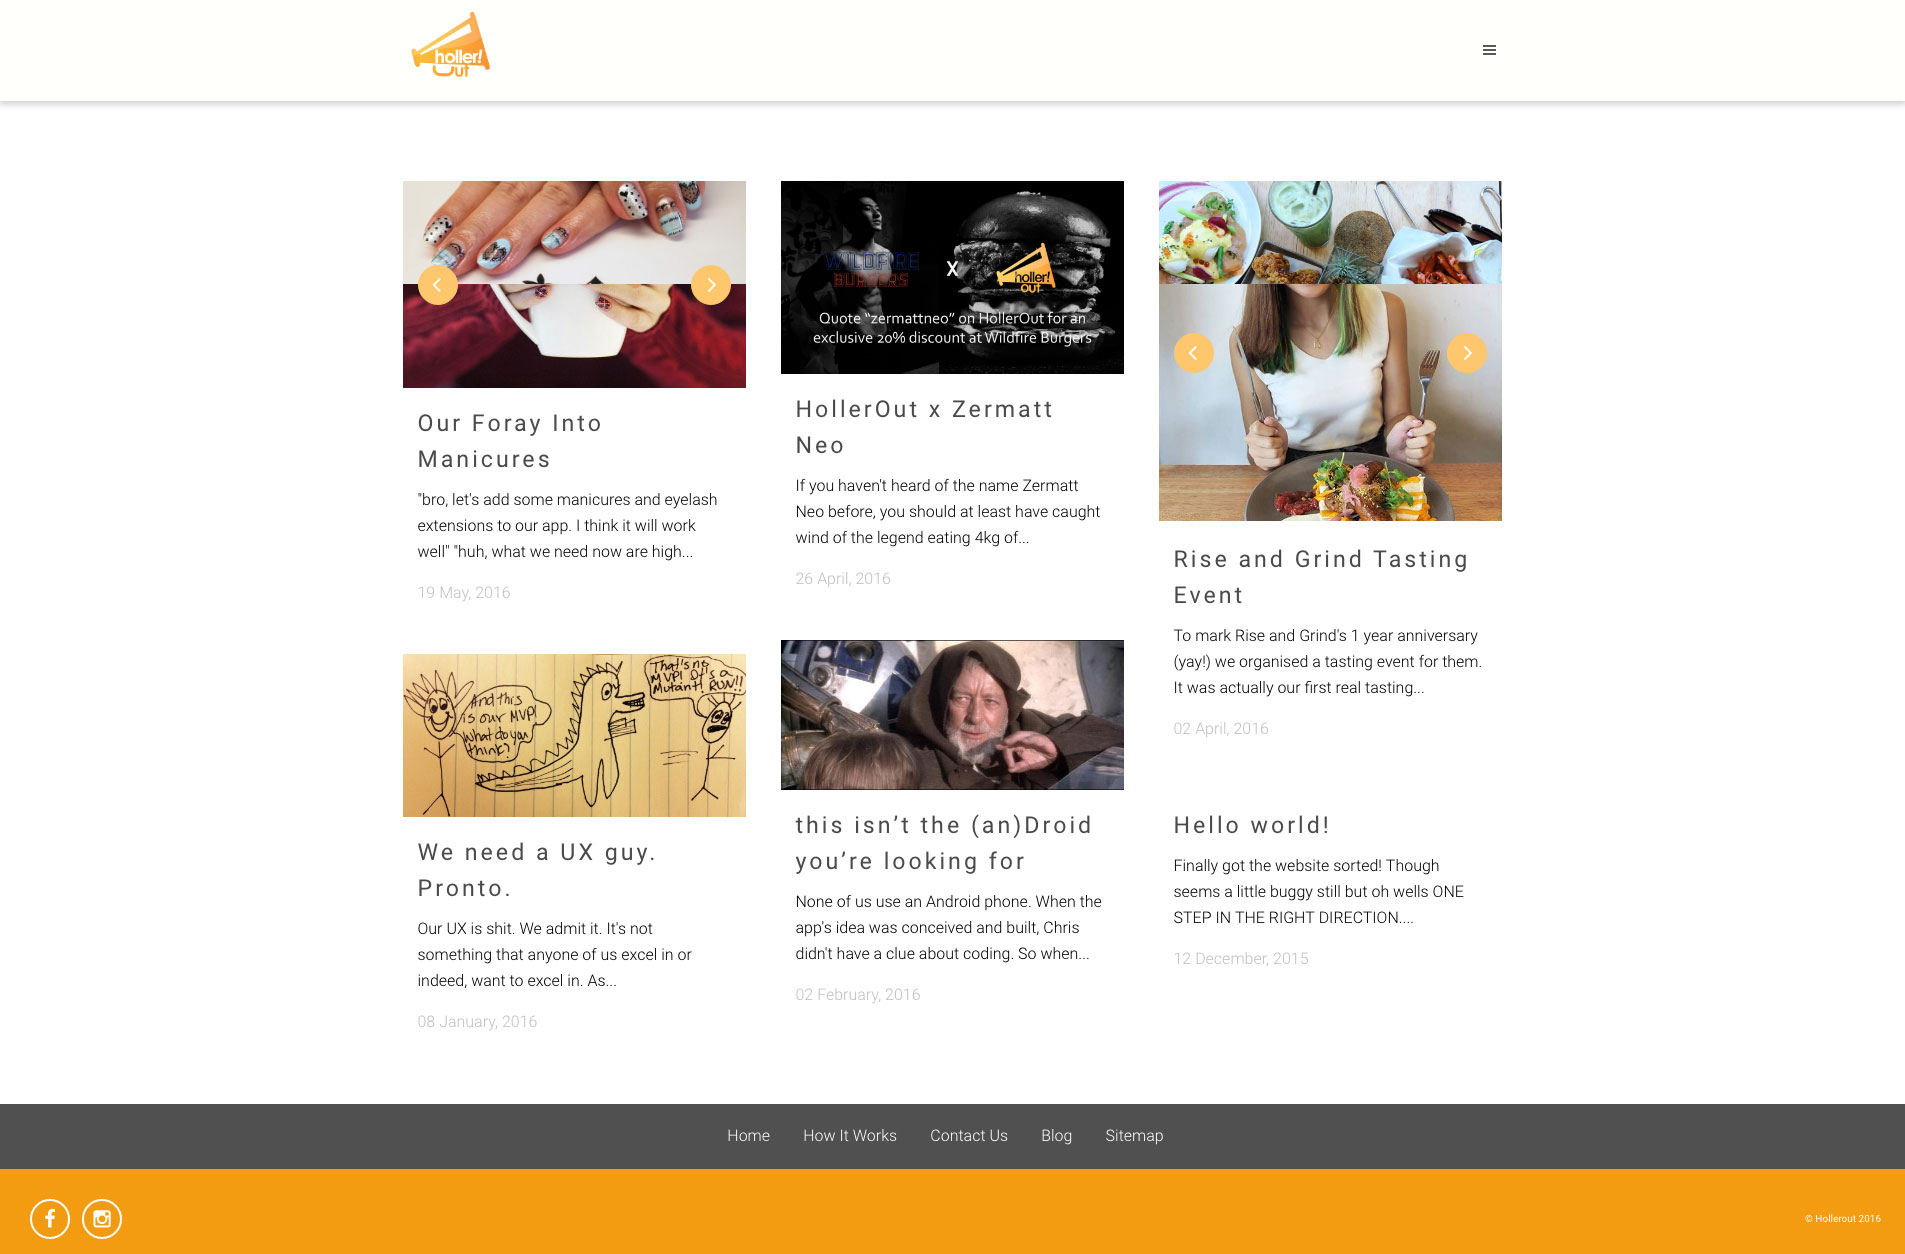 holler!
out
Our Foray Into
Manicures
"bro, let's add some manicures and eyelash
extensions to our app. I think it will work
well" "huh, what we need now are high...
19 May, 2016
WILDFIRE
BURGERS
X
holler!
out
Quote “zermattneo” on HollerOut for an
exclusive 20% discount at Wildfire Burgers
HollerOut x Zermatt
Neo
If you haven't heard of the name Zermatt
Neo before, you should at least have caught
wind of the legend eating 4kg of...
26 April, 2016
Rise and Grind Tasting
Event
To mark Rise and Grind's 1 year anniversary
(yay!) we organised a tasting event for them.
It was actually our first real tasting...
02 April, 2016
And this
is our MVP!
What do you
think?
That's no
MVP! It's a
Mutant! RUN!!
We need a UX guy.
Pronto.
Our UX is shit. We admit it. It's not
something that anyone of us excel in or
indeed, want to excel in. As...
08 January, 2016
this isn’t the (an)Droid
you’re looking for
None of us use an Android phone. When the
app's idea was conceived and built, Chris
didn't have a clue about coding. So when...
02 February, 2016
Hello world!
Finally got the website sorted! Though
seems a little buggy still but oh wells ONE
STEP IN THE RIGHT DIRECTION....
12 December, 2015
Home How It Works Contact Us Blog Sitemap
© Hollerout 2016